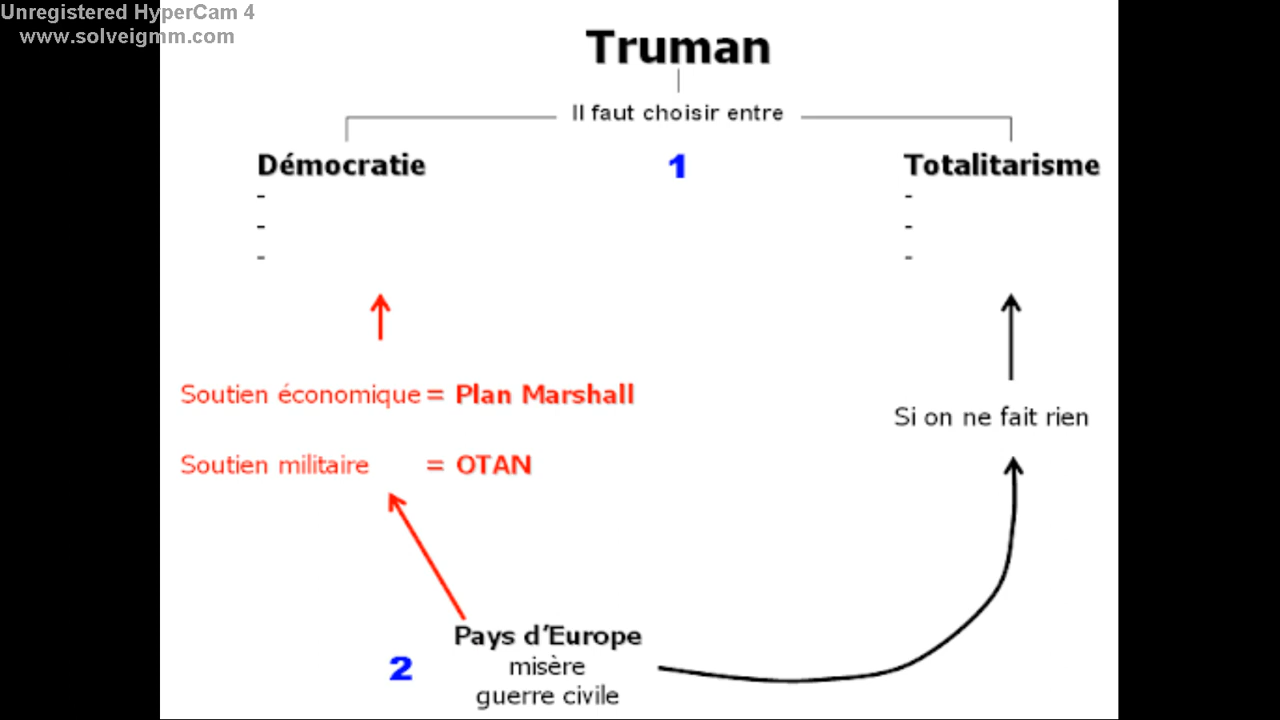 Unregistered HyperCam 4
www.solveigmm.com
Truman
Il faut choisir entre
Démocratie
1
Totalitarisme
-
-
-
-
-
-
Soutien économique = Plan Marshall
Si on ne fait rien
Soutien militaire = OTAN
Pays d’Europe
2
misère
guerre civile